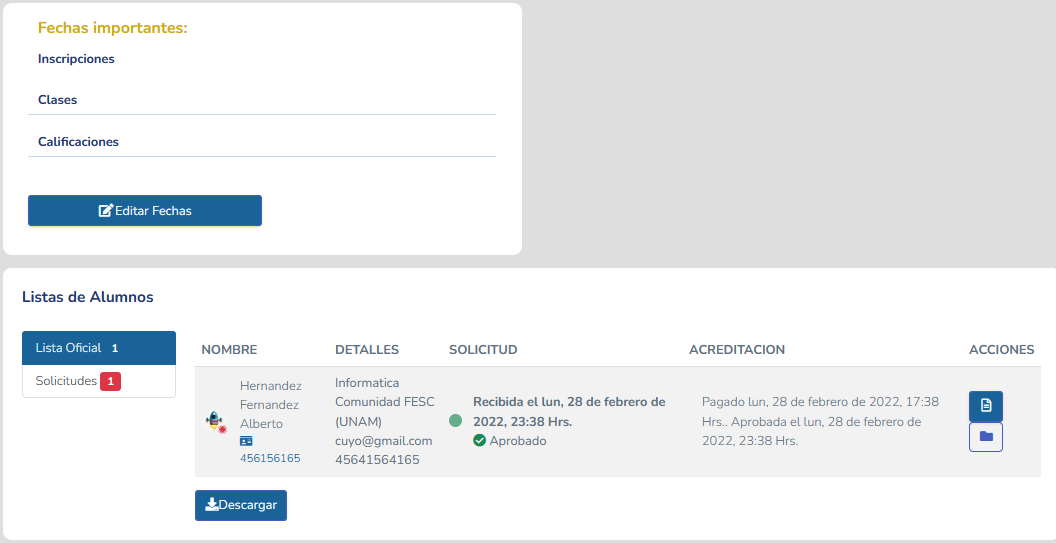 Fechas importantes:
Inscripciones
Clases
Calificaciones
Editar Fechas
Listas de Alumnos
Lista Oficial 1
Solicitudes 1
NOMBRE DETALLES SOLICITUD ACREDITACION ACCIONES
Hernandez
Fernandez
Alberto
456156165
Informatica
Comunidad FESC
(UNAM)
cuyo@gmail.com
45641564165
Recibida el lun, 28 de febrero de
2022, 23:38 Hrs.
Aprobado
Pagado lun, 28 de febrero de 2022, 17:38
Hrs.. Aprobada el lun, 28 de febrero de
2022, 23:38 Hrs.
Descargar